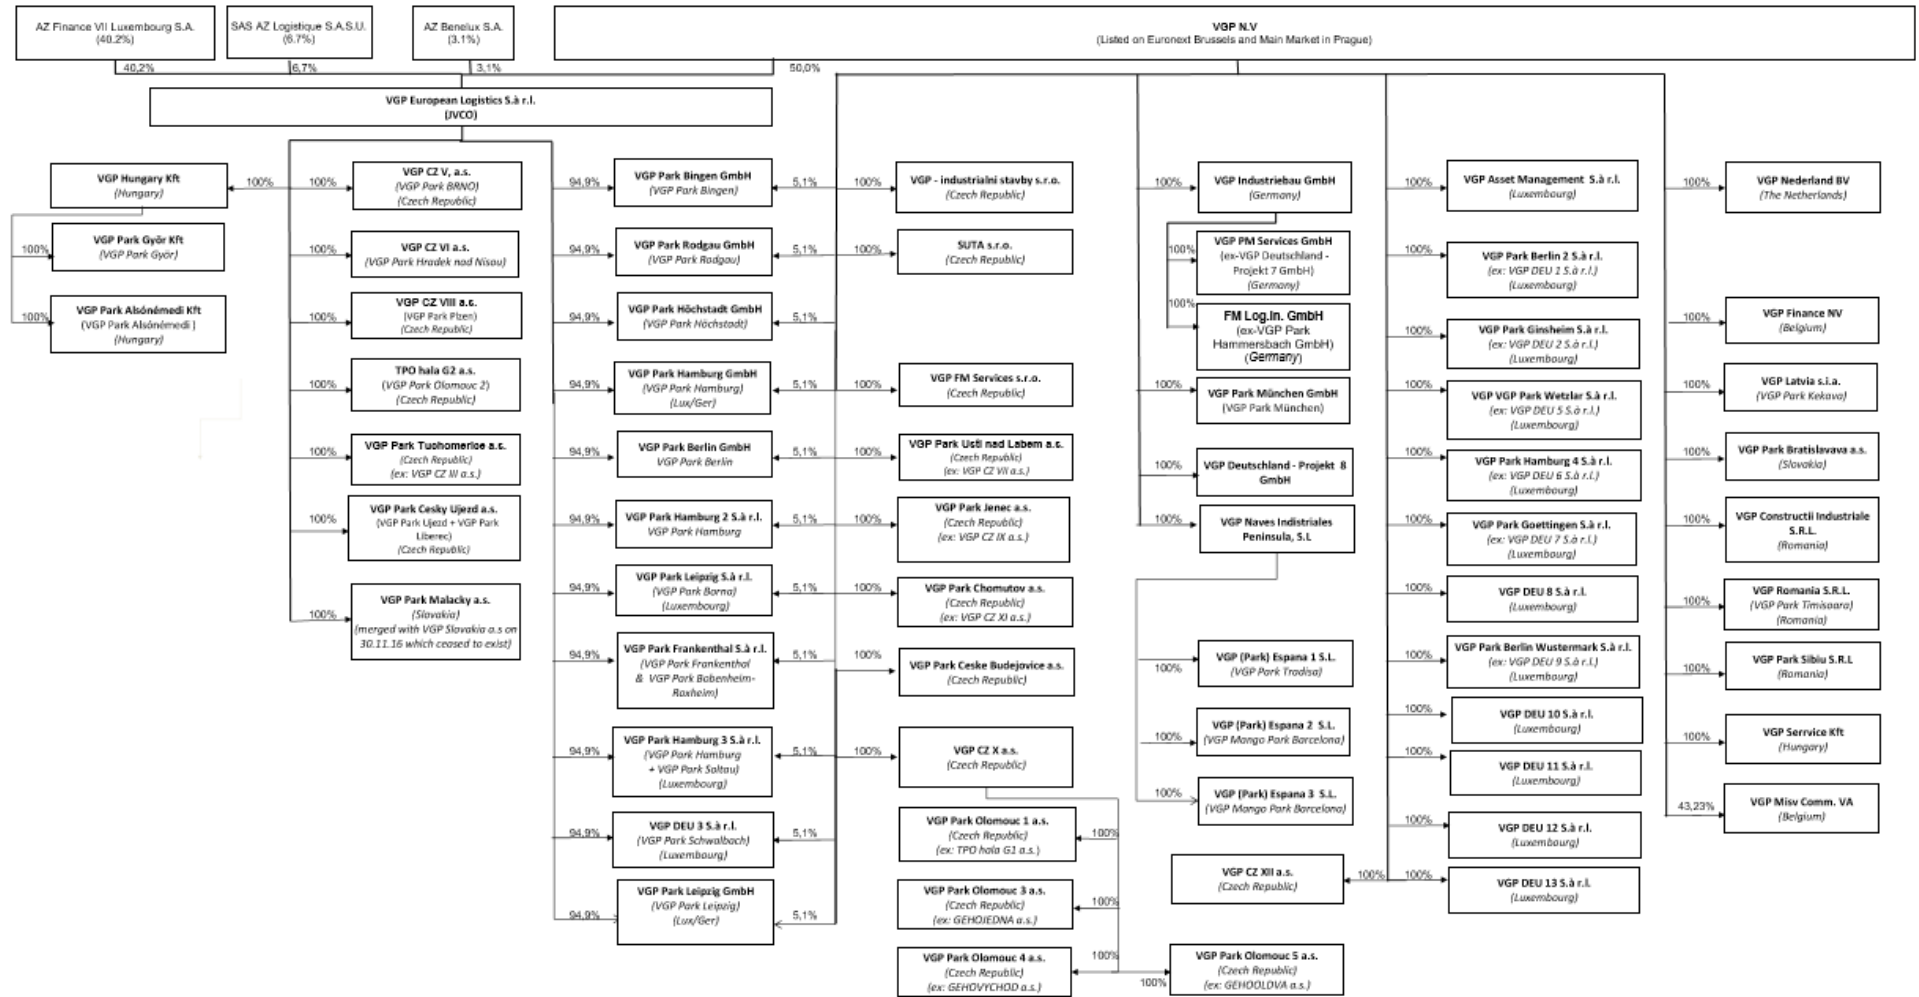 AZ Finance VII Luxembourg S.A.
(40.2%)
SAS AZ Logistique S.A.S.U.
(6.7%)
AZ Benelux S.A.
(3.1%)
VGP N.V
(Listed on Euronext Brussels and Main Market in Prague)
40,2%
6,7%
3,1%
50,0%
VGP European Logistics S.à r.l.
(JVCO)
VGP Hungary Kft
(Hungary)
100%
100%
VGP Park Győr Kft
(VGP Park Györ)
100%
VGP Park Alsónémedi Kft
(VGP Park Alsónémedi )
(Hungary)
100%
VGP CZ V, a.s.
(VGP Park BRNO)
(Czech Republic)
100%
VGP CZ VI a.s.
(VGP Park Hradek nad Nisou)
100%
VGP CZ VIII a.s.
(VGP Park Plzen)
(Czech Republic)
100%
TPO hala G2 a.s.
(VGP Park Olomouc 2)
(Czech Republic)
100%
VGP Park Tuchomerice a.s.
(Czech Republic)
(ex: VGP CZ III a.s.)
100%
VGP Park Cesky Ujezd a.s.
(VGP Park Ujezd + VGP Park
Liberec)
(Czech Republic)
100%
VGP Park Malacky a.s.
(Slovakia)
(merged with VGP Slovakia a.s on
30.11.16 which ceased to exist)
94,9%
VGP Park Bingen GmbH
(VGP Park Bingen)
5,1%
94,9%
VGP Park Rodgau GmbH
(VGP Park Rodgau)
5,1%
94,9%
VGP Park Höchstadt GmbH
(VGP Park Höchstadt)
5,1%
94,9%
VGP Park Hamburg GmbH
(VGP Park Hamburg)
(Lux/Ger)
5,1%
94,9%
VGP Park Berlin GmbH
VGP Park Berlin
5,1%
94,9%
VGP Park Hamburg 2 S.à r.l.
VGP Park Hamburg
5,1%
94,9%
VGP Park Leipzig S.à r.l.
(VGP Park Borna)
(Luxembourg)
5,1%
94,9%
VGP Park Frankenthal S.à r.l.
(VGP Park Frankenthal
& VGP Park Bobenheim-
Roxheim)
5,1%
94,9%
VGP Park Hamburg 3 S.à r.l.
(VGP Park Hamburg
+ VGP Park Soltau)
(Luxembourg)
5,1%
94,9%
VGP DEU 3 S.à r.l.
(VGP Park Schwalbach)
(Luxembourg)
5,1%
94,9%
VGP Park Leipzig GmbH
(VGP Park Leipzig)
(Lux/Ger)
5,1%
100%
VGP - industrialni stavby s.r.o.
(Czech Republic)
100%
SUTA s.r.o.
(Czech Republic)
100%
VGP FM Services s.r.o.
(Czech Republic)
100%
VGP Park Usti nad Labem a.s.
(Czech Republic)
(ex: VGP CZ VII a.s.)
100%
VGP Park Jenec a.s.
(Czech Republic)
(ex: VGP CZ IX a.s.)
100%
VGP Park Chomutov a.s.
(Czech Republic)
(ex: VGP CZ XI a.s.)
100%
VGP Park Ceske Budejovice a.s.
(Czech Republic)
100%
VGP CZ X a.s.
(Czech Republic)
VGP Park Olomouc 1 a.s.
(Czech Republic)
(ex: TPO hala G1 a.s.)
100%
VGP Park Olomouc 3 a.s.
(Czech Republic)
(ex: GEHOJEDNA a.s.)
100%
VGP Park Olomouc 4 a.s.
(Czech Republic)
(ex: GEHOVYCHOD a.s.)
100%
100%
VGP Park Olomouc 5 a.s.
(Czech Republic)
(ex: GEHOOLOVA a.s.)
100%
VGP Industriebau GmbH
(Germany)
100%
VGP PM Services GmbH
(ex-VGP Deutschland -
Projekt 7 GmbH)
(Germany)
100%
FM Log.In. GmbH
(ex-VGP Park
Hammersbach GmbH)
(Germany)
100%
VGP Park München GmbH
(VGP Park München)
100%
VGP Deutschland - Projekt 8
GmbH
100%
VGP Naves Indistriales
Peninsula, S.L
100%
VGP (Park) Espana 1 S.L.
(VGP Park Tradisa)
100%
VGP (Park) Espana 2 S.L.
(VGP Mango Park Barcelona)
100%
VGP (Park) Espana 3 S.L.
(VGP Mango Park Barcelona)
VGP CZ XII a.s.
(Czech Republic)
100%
100%
VGP Asset Management S.à r.l.
(Luxembourg)
100%
VGP Park Berlin 2 S.à r.l.
(ex: VGP DEU 1 S.à r.l.)
(Luxembourg)
100%
VGP Park Ginsheim S.à r.l.
(ex: VGP DEU 2 S.à r.l.)
(Luxembourg)
100%
VGP VGP Park Wetzlar S.à r.l.
(ex: VGP DEU 5 S.à r.l.)
(Luxembourg)
100%
VGP Park Hamburg 4 S.à r.l.
(ex: VGP DEU 6 S.à r.l.)
(Luxembourg)
100%
VGP Park Goettingen S.à r.l.
(ex: VGP DEU 7 S.à r.l.)
(Luxembourg)
100%
VGP DEU 8 S.à r.l.
(Luxembourg)
100%
VGP Park Berlin Wustermark S.à r.l.
(ex: VGP DEU 9 S.à r.l.)
(Luxembourg)
100%
VGP DEU 10 S.à r.l.
(Luxembourg)
100%
VGP DEU 11 S.à r.l.
(Luxembourg)
100%
VGP DEU 12 S.à r.l.
(Luxembourg)
100%
VGP DEU 13 S.à r.l.
(Luxembourg)
100%
VGP Nederland BV
(The Netherlands)
100%
VGP Finance NV
(Belgium)
100%
VGP Latvia s.i.a.
(VGP Park Kekava)
100%
VGP Park Bratislavava a.s.
(Slovakia)
100%
VGP Constructii Industriale
S.R.L.
(Romania)
100%
VGP Romania S.R.L.
(VGP Park Timisoara)
(Romania)
100%
VGP Park Sibiu S.R.L
(Romania)
100%
VGP Serrvice Kft
(Hungary)
43,23%
VGP Misv Comm. VA
(Belgium)